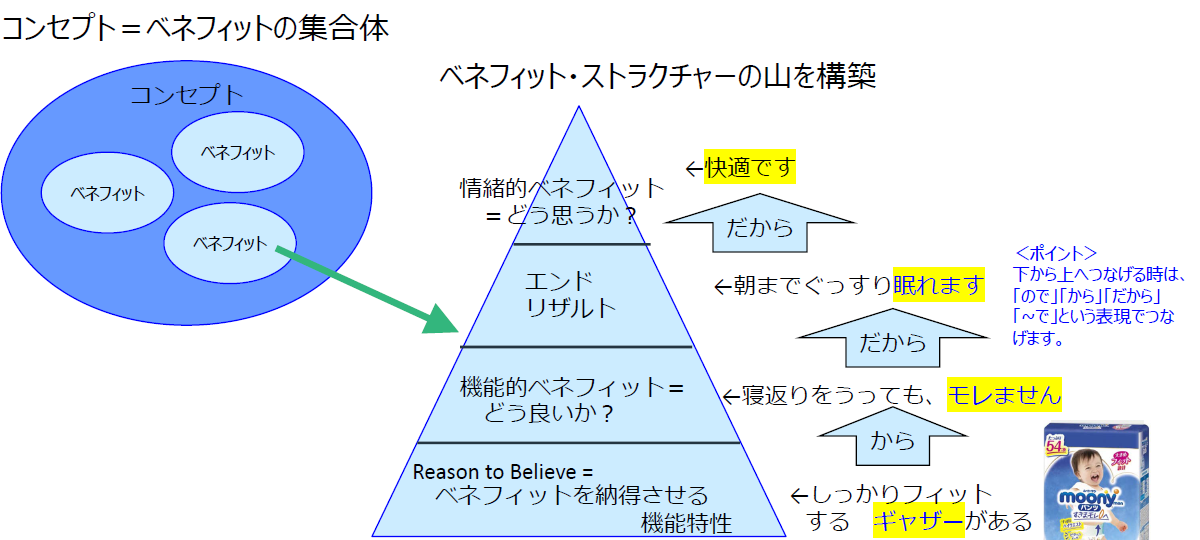 コンセプト＝ベネフィットの集合体
コンセプト
ベネフィット
ベネフィット
ベネフィット
ベネフィット・ストラクチャーの山を構築
情緒的ベネフィット
＝どう思うか？
←快適です
だから
エンド
リザルト
←朝までぐっすり眠れます
だから
機能的ベネフィット＝
どう良いか？
←寝返りをうっても、モレません
から
Reason to Believe =
ベネフィットを納得させる
機能特性
←しっかりフィット
する　ギャザーがある
＜ポイント＞
下から上へつなげる時は、
「ので」「から」「だから」
「～で」という表現でつな
げます。
54
moony
パンツ